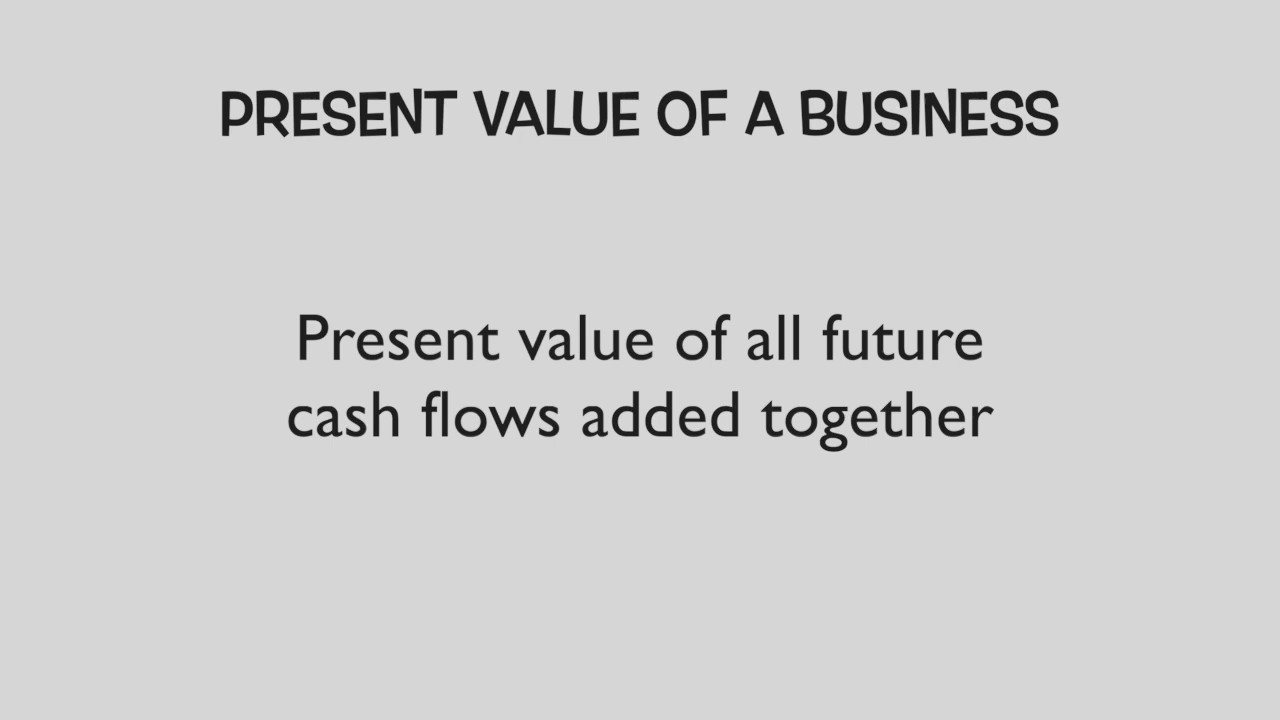 PRESENT VALUE OF A BUSINESS
Present value of all future
cash flows added together